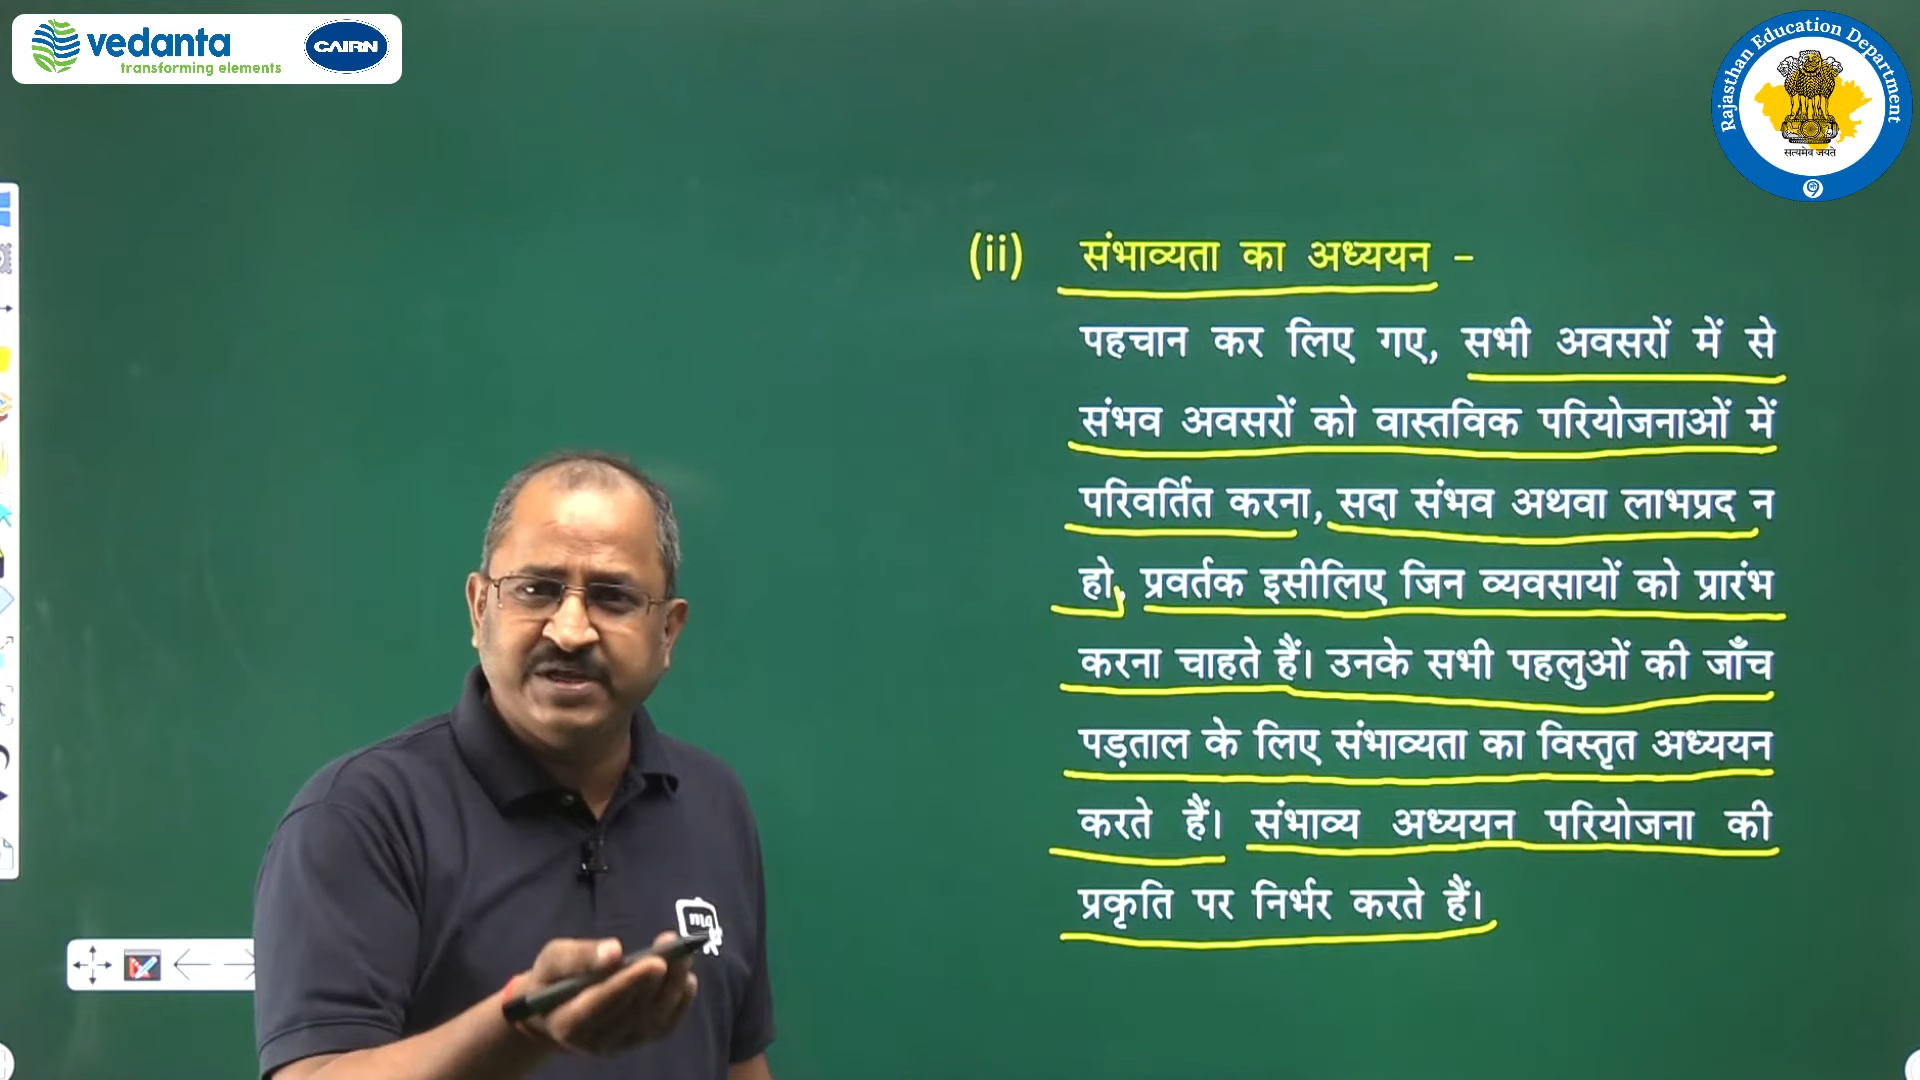 vedanta
transforming elements
CAIRN
Rajasthan Education Department
सत्यमेव जयते
(ii) संभाव्यता का अध्ययन –
पहचान कर लिए गए, सभी अवसरों में से
संभव अवसरों को वास्तविक परियोजनाओं में
परिवर्तित करना, सदा संभव अथवा लाभप्रद न
हो, प्रवर्तक इसीलिए जिन व्यवसायों को प्रारंभ
करना चाहते हैं। उनके सभी पहलुओं की जाँच
पड़ताल के लिए संभाव्यता का विस्तृत अध्ययन
करते हैं। संभाव्य अध्ययन परियोजना की
प्रकृति पर निर्भर करते हैं।